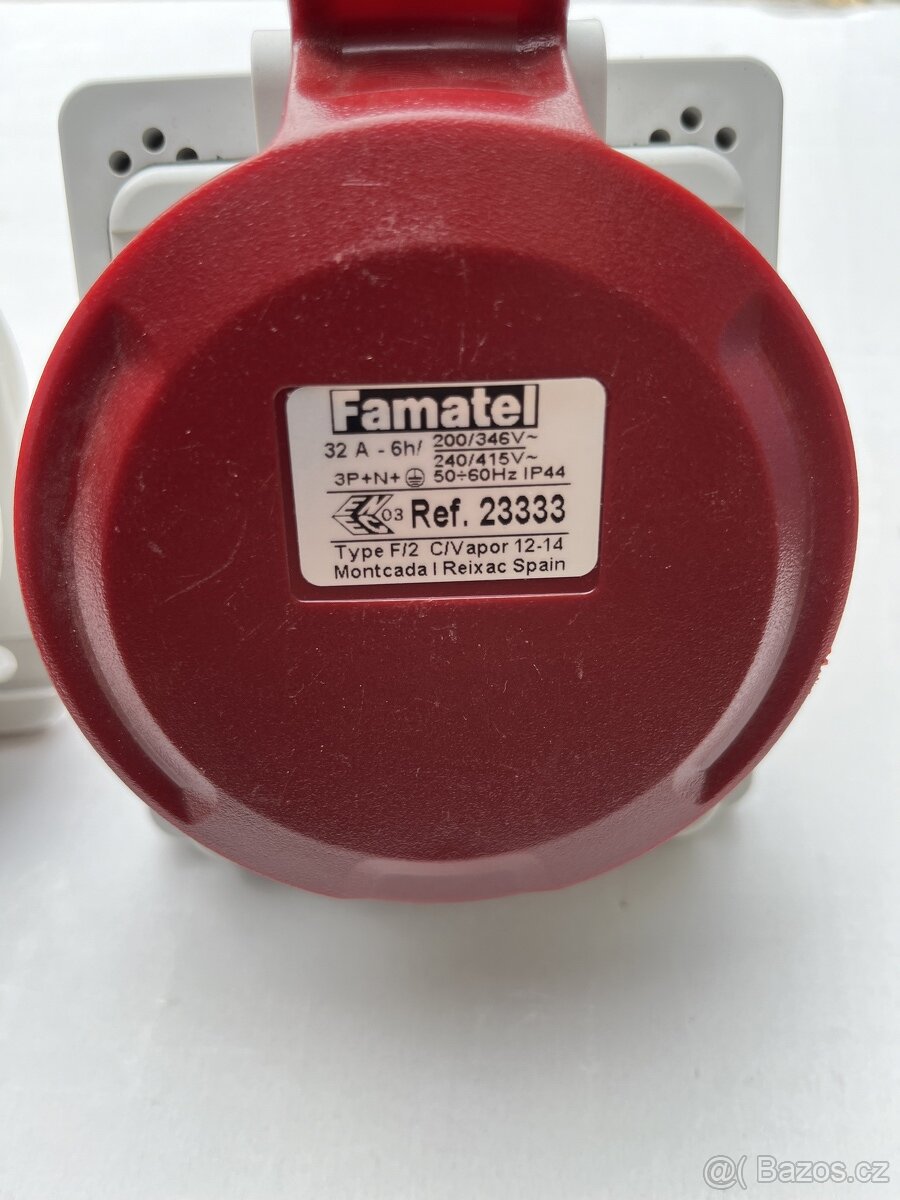 Famatel
32 A - 6h/ 200/346V~
240/415V~
3P+N+ 50÷60Hz IP44
ENEC 03 Ref. 23333
Type F/2 C/Vapor 12-14
Montcada I Reixac Spain
@( Bazos.cz